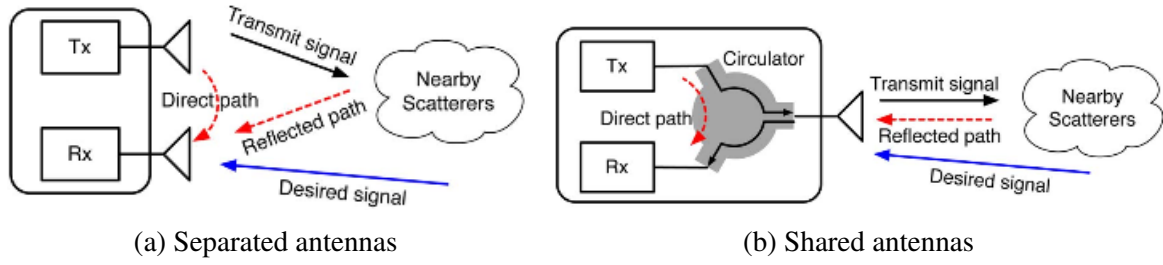 Tx
Transmit signal
Nearby
Scatterers
Direct path
Reflected path
Rx
Desired signal
(a) Separated antennas
Tx
Circulator
Direct path
Rx
Transmit signal
Reflected path
Nearby
Scatterers
Desired signal
(b) Shared antennas